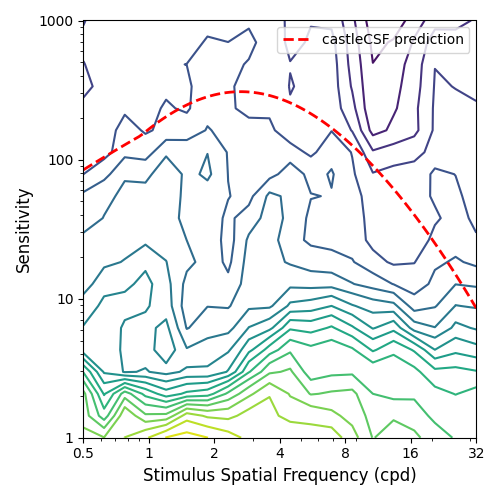 castleCSF prediction
Sensitivity
1000
100
10
1
0.5 1 2 4 8 16 32
Stimulus Spatial Frequency (cpd)